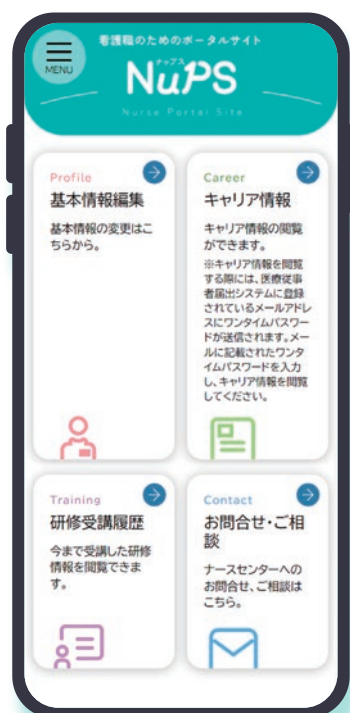 看護職のためのポータルサイト
MENU
ナップス
NuPS
Nurse Portal Site
Profile
基本情報編集
基本情報の変更はこ
ちらから。
Career
キャリア情報
キャリア情報の閲覧
ができます。
※キャリア情報を閲覧
する際には、医療従事
者届出システムに登録
されているメールアドレ
スにワンタイムパスワー
ドが送信されます。メー
ルに記載されたワンタ
イムパスワードを入力
し、キャリア情報を閲覧
してください。
Training
研修受講履歴
今まで受講した研修
情報を閲覧できま
す。
Contact
お問合せ・ご相
談
ナースセンターへの
お問合せ、ご相談は
こちら。